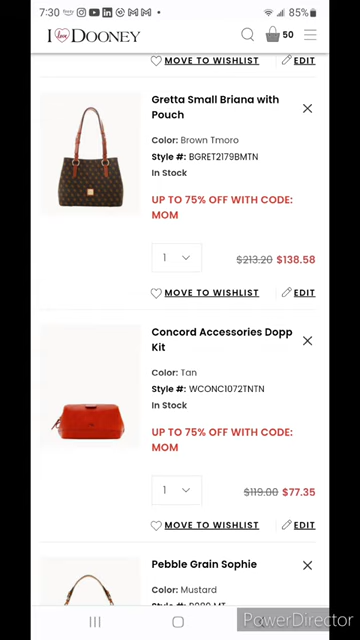 7:30 85%
I love DOONEY 50
MOVE TO WISHLIST EDIT
Gretta Small Briana with
Pouch
Color: Brown Tmoro
Style #: BGRET2179BMTN
In Stock
UP TO 75% OFF WITH CODE:
MOM
1 $213.20 $138.58
MOVE TO WISHLIST EDIT
Concord Accessories Dopp
Kit
Color: Tan
Style #: WCONC1072TNTN
In Stock
UP TO 75% OFF WITH CODE:
MOM
1 $119.00 $77.35
MOVE TO WISHLIST EDIT
Pebble Grain Sophie
Color: Mustard
Style #:
PowerDirector